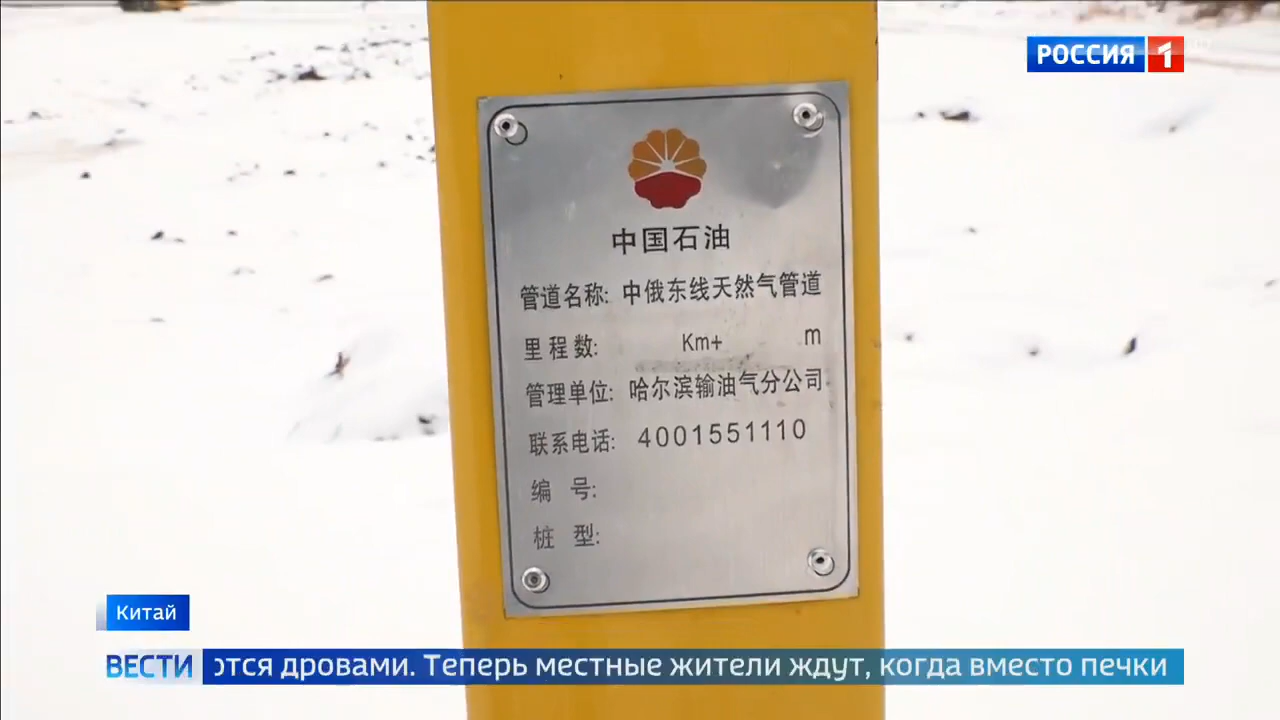 РОССИЯ 1
中国石油
管道名称: 中俄东线天然气管道
里程数: Km+ m
管理单位: 哈尔滨输油气分公司
联系电话: 4001551110
编 号:
桩 型:
Китай
ВЕСТИ дровами. Теперь местные жители ждут, когда вместо печки